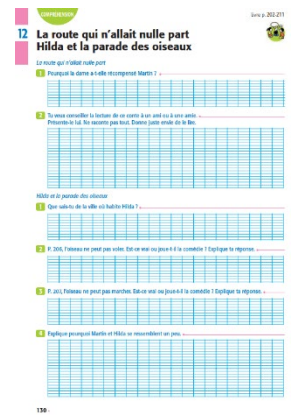 COMPRÉHENSION
Livre p. 202-211
12 La route qui n'allait nulle part
Hilda et la parade des oiseaux
La route qui n'allait nulle part
1 Pourquoi la dame a-t-elle récompensé Martin ?
2 Tu veux conseiller la lecture de ce conte à un ami ou à une amie.
Présente-le lui. Ne raconte pas tout. Donne juste envie de le lire.
Hilda et la parade des oiseaux
1 Que sais-tu de la ville où habite Hilda ?
2 P. 208, l'oiseau ne peut pas voler. Est-ce vrai ou joue-t-il la comédie ? Explique ta réponse.
3 P. 211, l'oiseau ne peut pas marcher. Est-ce vrai ou joue-t-il la comédie ? Explique ta réponse.
4 Explique pourquoi Martin et Hilda se ressemblent un peu.
130